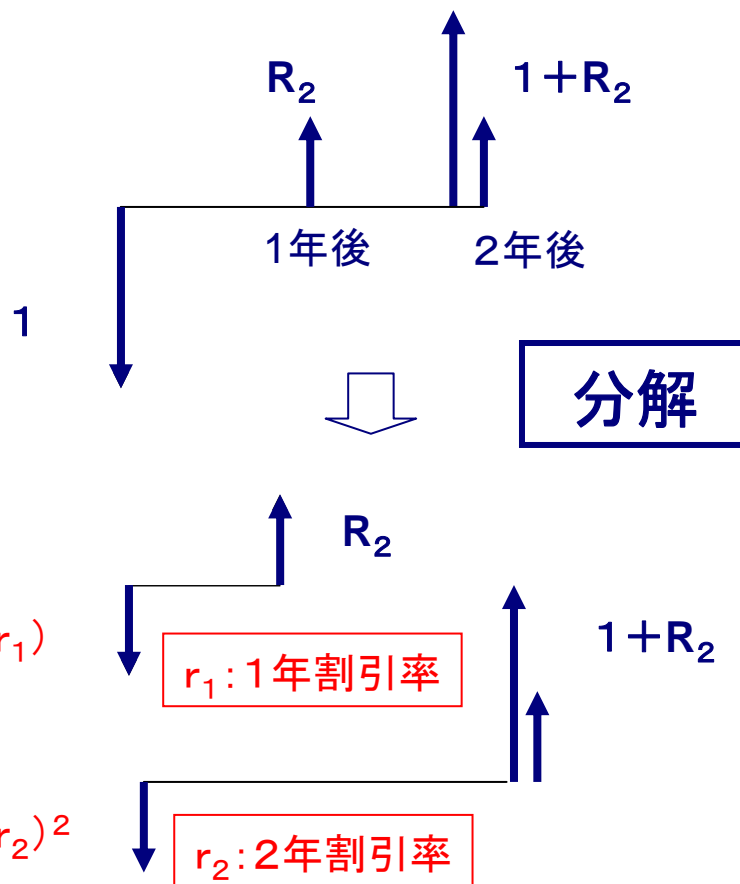 R₂
1+R₂
1年後
2年後
1
分解
R₂
r₁)
1+R₂
r₁:1年割引率
r₂)²
r₂:2年割引率